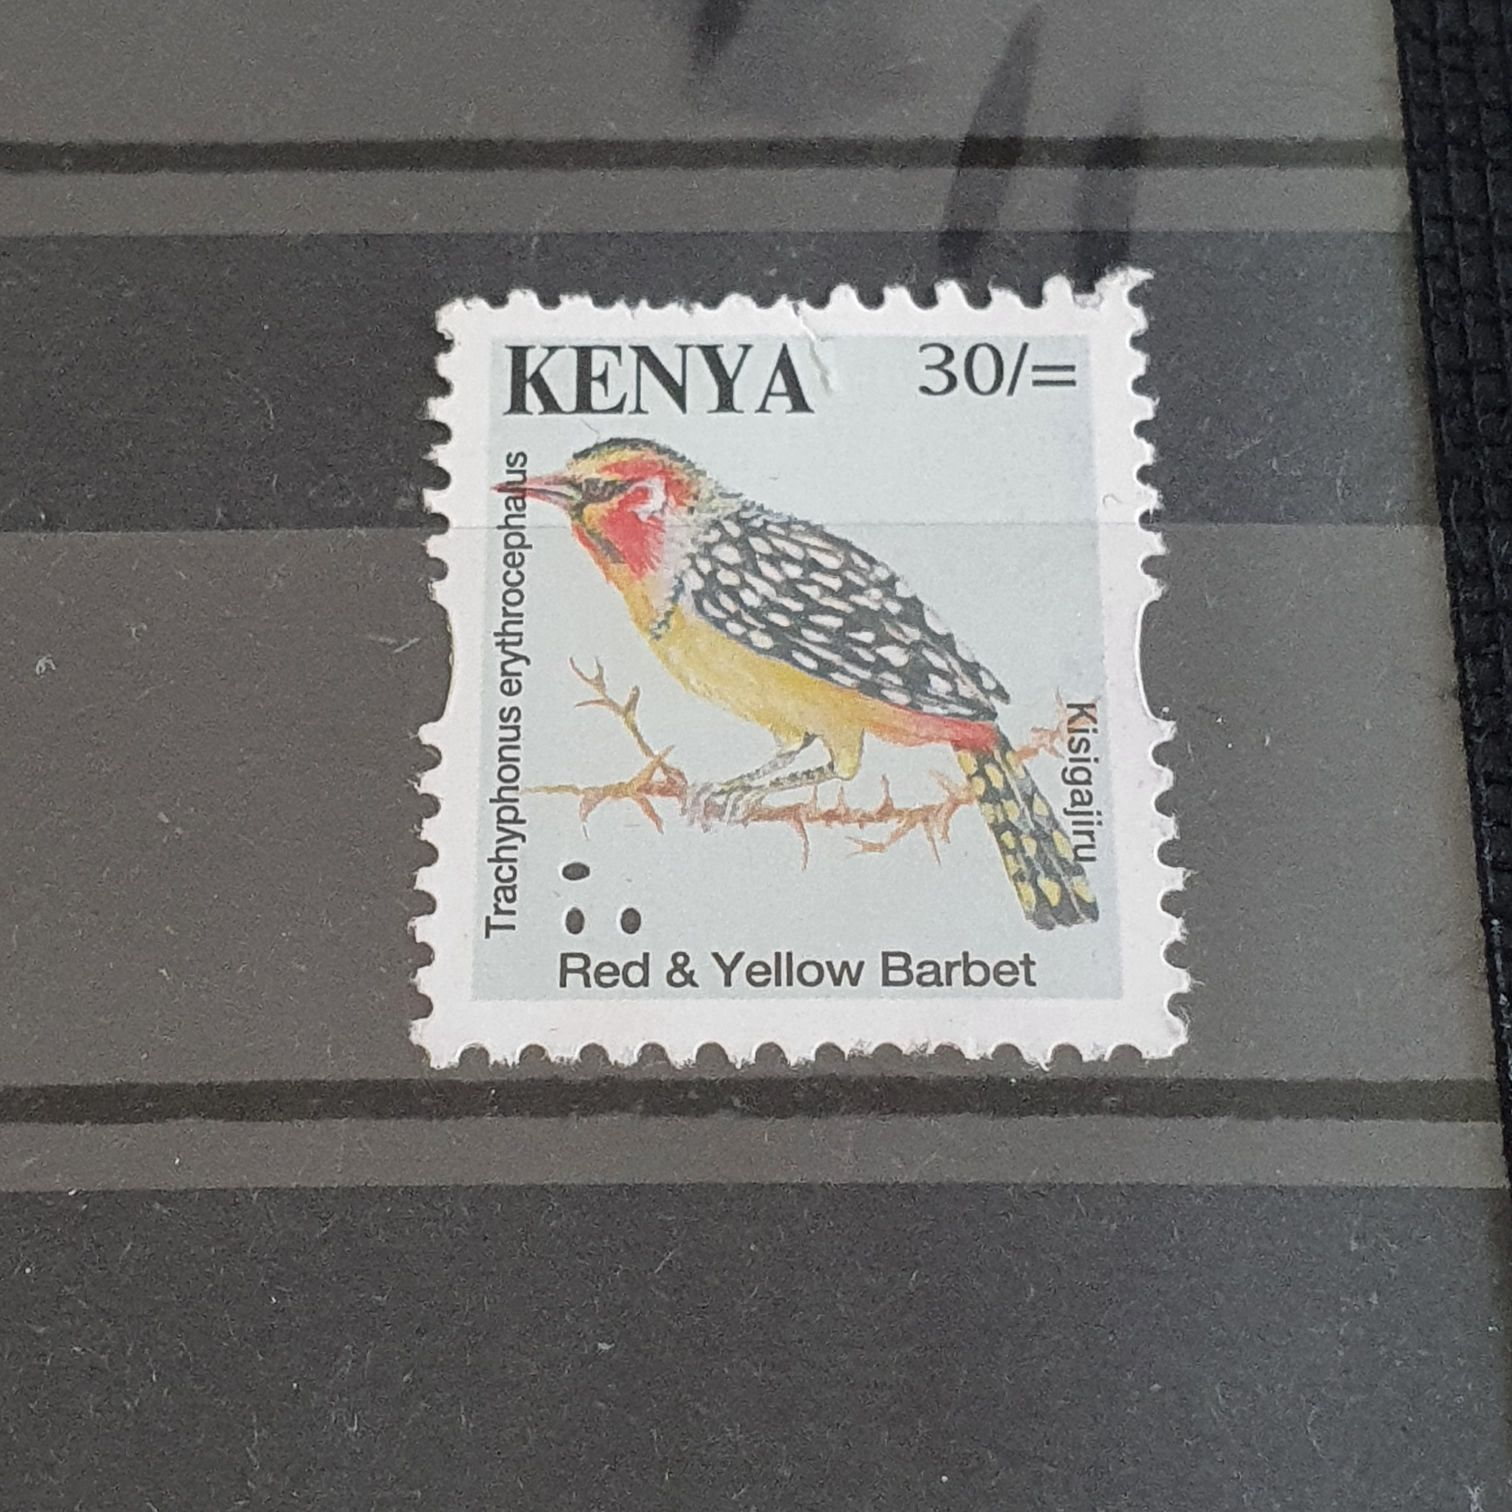 KENYA 30/=
Trachyphonus erythrocephalus
Kisigajiru
Red & Yellow Barbet